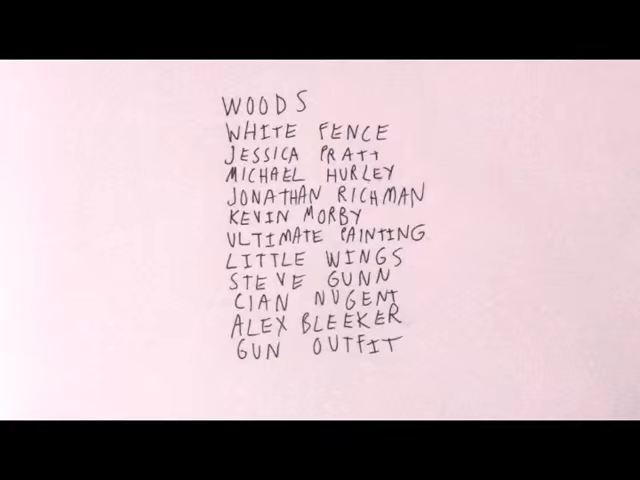 WOODS
WHITE FENCE
JESSICA PRATT
MICHAEL HURLEY
JONATHAN RICHMAN
KEVIN MORBY
ULTIMATE PAINTING
LITTLE WINGS
STEVE GUNN
CIAN NUGENT
ALEX BLEEKER
GUN OUTFIT